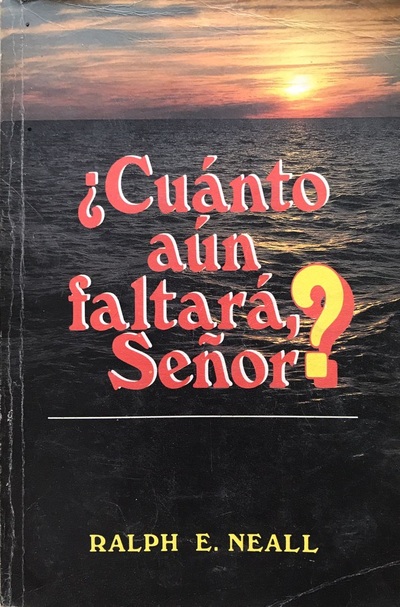 ¿Cuánto
aún
faltará,
Señor?
RALPH E. NEALL